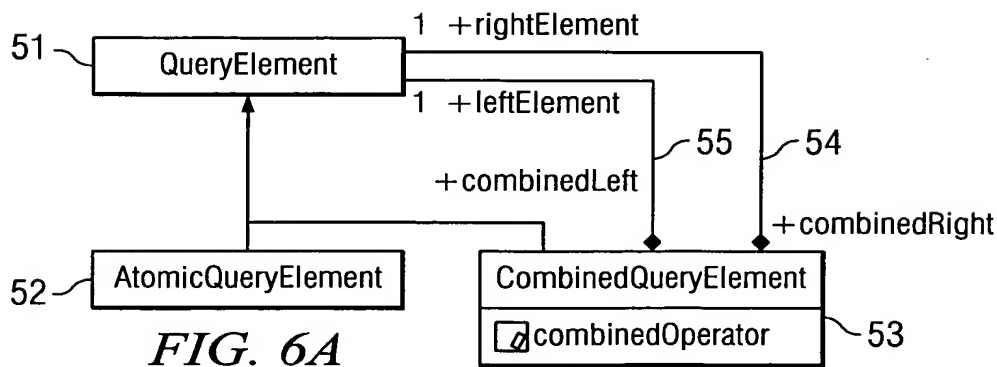 1 +rightElement
51
QueryElement
1 +leftElement
55
54
+combinedLeft
+combinedRight
52
AtomicQueryElement
CombinedQueryElement
combinedOperator
53
FIG. 6A